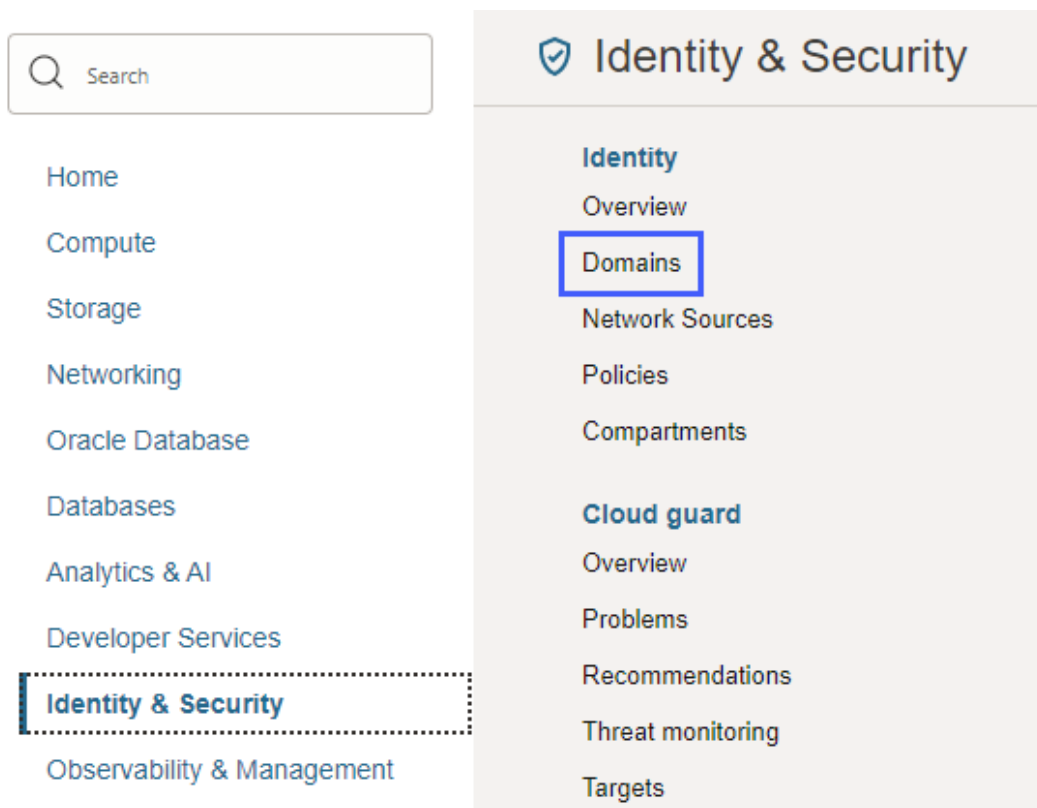 Search
Home
Compute
Storage
Networking
Oracle Database
Databases
Analytics & AI
Developer Services
Identity & Security
Observability & Management
Identity & Security
Identity
Overview
Domains
Network Sources
Policies
Compartments
Cloud guard
Overview
Problems
Recommendations
Threat monitoring
Targets